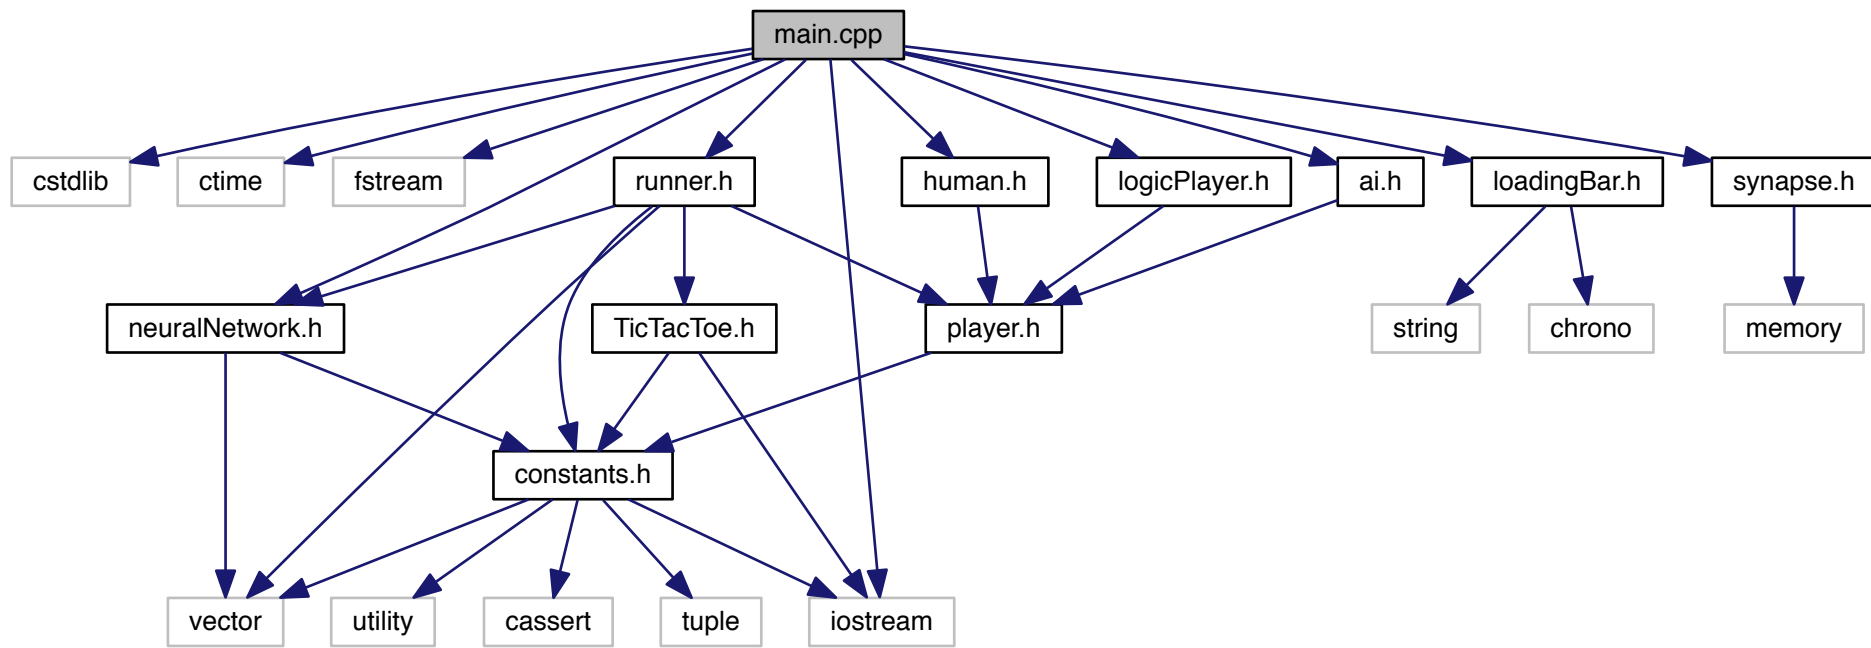 main.cpp
cstdlib
ctime
fstream
runner.h
human.h
logicPlayer.h
ai.h
loadingBar.h
synapse.h
neuralNetwork.h
TicTacToe.h
player.h
string
chrono
memory
constants.h
vector
utility
cassert
tuple
iostream